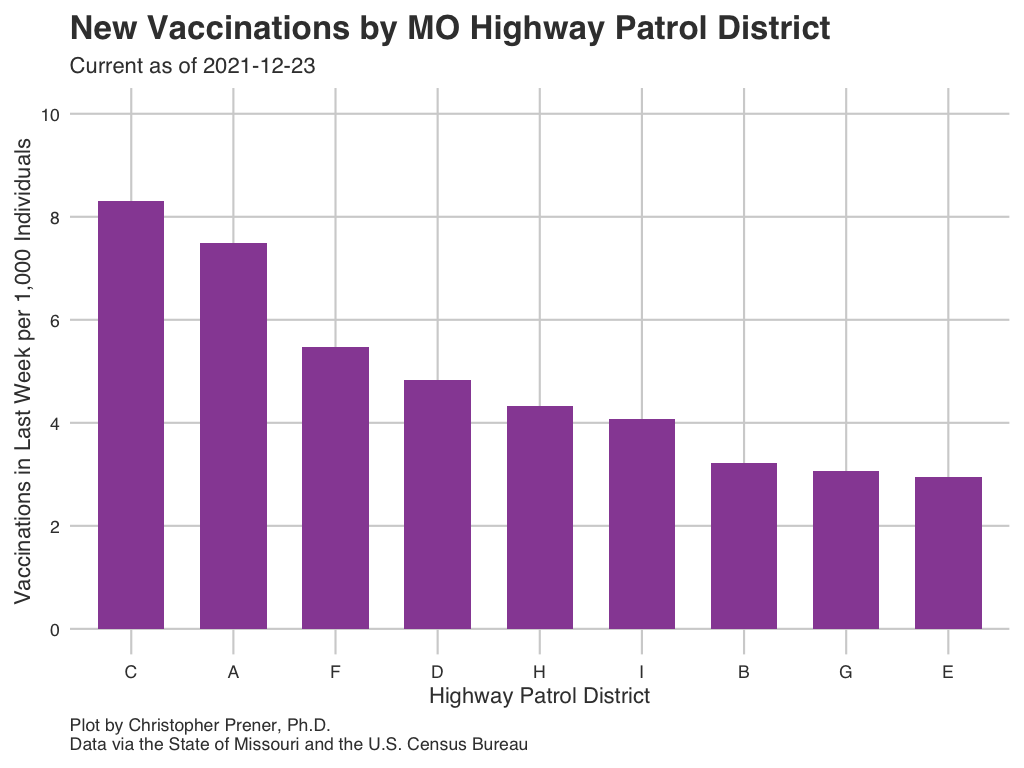 New Vaccinations by MO Highway Patrol District
Current as of 2021-12-23
Vaccinations in Last Week per 1,000 Individuals
10
8
6
4
2
0
C A F D H I B G E
Highway Patrol District
Plot by Christopher Prener, Ph.D.
Data via the State of Missouri and the U.S. Census Bureau